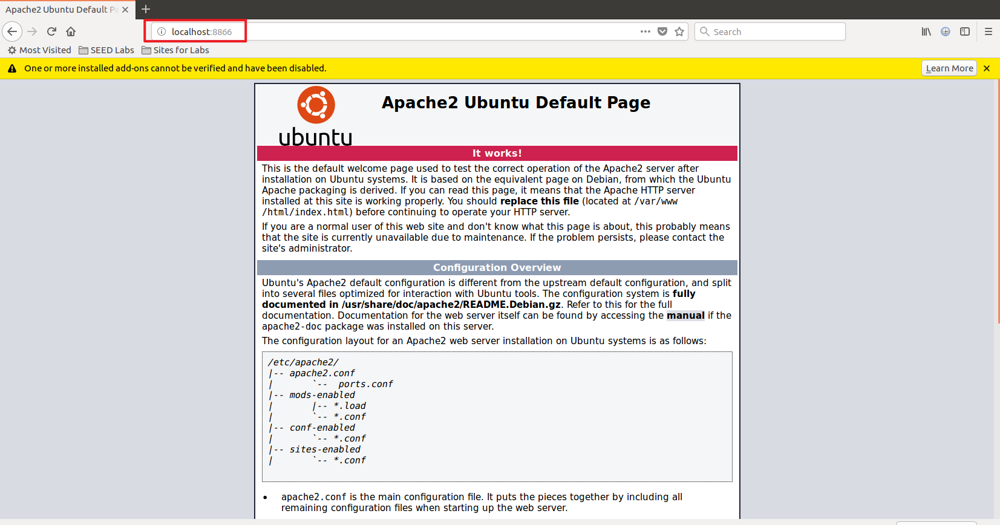 Apache2 Ubuntu Default Pa
localhost:8866
Search
Most Visited SEED Labs Sites for Labs
One or more installed add-ons cannot be verified and have been disabled.
Learn More
Apache2 Ubuntu Default Page
ubuntu
It works!
This is the default welcome page used to test the correct operation of the Apache2 server after
installation on Ubuntu systems. It is based on the equivalent page on Debian, from which the Ubuntu
Apache packaging is derived. If you can read this page, it means that the Apache HTTP server
installed at this site is working properly. You should replace this file (located at /var/www
/html/index.html) before continuing to operate your HTTP server.
If you are a normal user of this web site and don't know what this page is about, this probably means
that the site is currently unavailable due to maintenance. If the problem persists, please contact the
site's administrator.
Configuration Overview
Ubuntu's Apache2 default configuration is different from the upstream default configuration, and split
into several files optimized for interaction with Ubuntu tools. The configuration system is fully
documented in /usr/share/doc/apache2/README.Debian.gz. Refer to this for the full
documentation. Documentation for the web server itself can be found by accessing the manual if the
apache2-doc package was installed on this server.
The configuration layout for an Apache2 web server installation on Ubuntu systems is as follows:
/etc/apache2/
|-- apache2.conf
|       `--  ports.conf
|-- mods-enabled
|       |-- *.load
|       `-- *.conf
|-- conf-enabled
|       `-- *.conf
|-- sites-enabled
|       `-- *.conf
• apache2.conf is the main configuration file. It puts the pieces together by including all
remaining configuration files when starting up the web server.